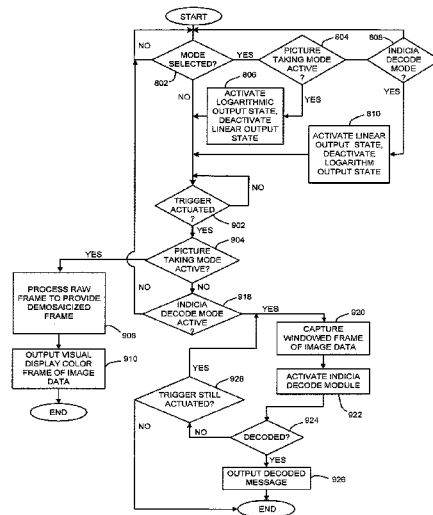 START
NO
MODE
SELECTED?
802
YES
PICTURE
TAKING MODE
ACTIVE
?
804
808
INDICIA
DECODE
MODE
?
806
NO
YES
YES
ACTIVATE
LOGARITHMIC
OUTPUT STATE,
DEACTIVATE
LINEAR OUTPUT
STATE
810
ACTIVATE LINEAR
OUTPUT STATE,
DEACTIVATE
LOGARITHM
OUTPUT STATE
NO
TRIGGER
ACTUATED
?
902
YES
904
YES
PICTURE
TAKING MODE
ACTIVE?
NO
NO
918
INDICIA
DECODE MODE
ACTIVE
?
YES
PROCESS RAW
FRAME TO PROVIDE
DEMOSAICIZED
FRAME
908
920
CAPTURE
WINDOWED FRAME
OF IMAGE DATA
910
OUTPUT VISUAL
DISPLAY COLOR
FRAME OF IMAGE
DATA
YES
928
ACTIVATE INDICIA
DECODE MODULE
922
TRIGGER STILL
ACTUATED?
END
924
NO
NO
DECODED?
YES
OUTPUT DECODED
MESSAGE
926
END